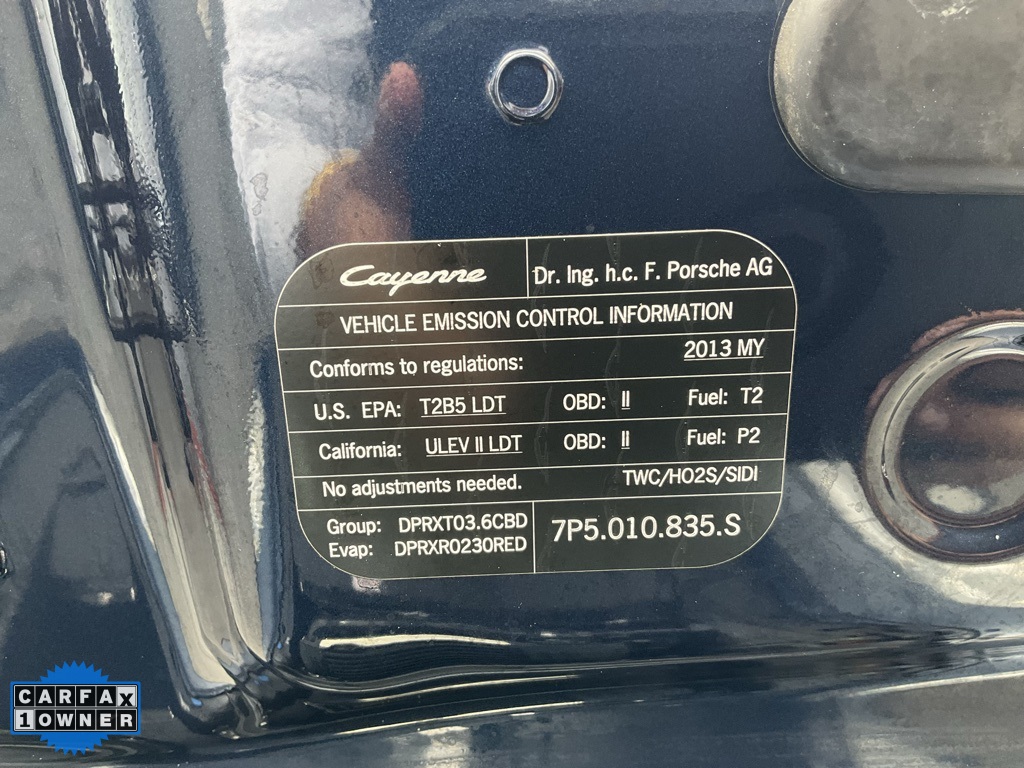 Cayenne Dr. Ing. h.c. F. Porsche AG
VEHICLE EMISSION CONTROL INFORMATION
Conforms to regulations: 2013 MY
U.S. EPA: T2B5 LDT OBD: II Fuel: T2
California: ULEV II LDT OBD: II Fuel: P2
No adjustments needed. TWC/HO2S/SIDI
Group: DPRXT03.6CBD
Evap: DPRXR0230RED
7P5.010.835.S
CARFAX
1 OWNER